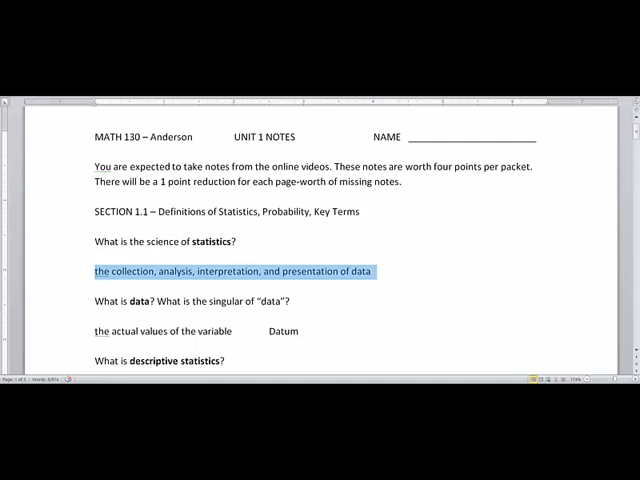 MATH 130 – Anderson UNIT 1 NOTES NAME
You are expected to take notes from the online videos. These notes are worth four points per packet.
There will be a 1 point reduction for each page-worth of missing notes.
SECTION 1.1 – Definitions of Statistics, Probability, Key Terms
What is the science of statistics?
the collection, analysis, interpretation, and presentation of data
What is data? What is the singular of “data”?
the actual values of the variable Datum
What is descriptive statistics?